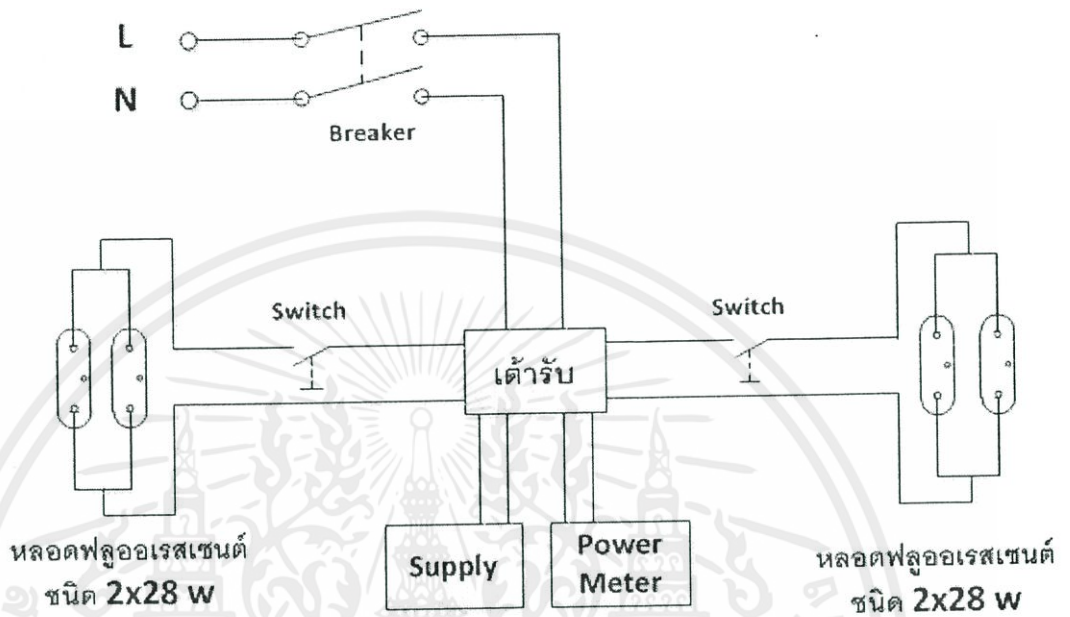 L
N
Breaker
Switch
Switch
เต้ารับ
Supply
Power
Meter
หลอดฟลูออเรสเซนต์
ชนิด 2x28 w
หลอดฟลูออเรสเซนต์
ชนิด 2x28 w